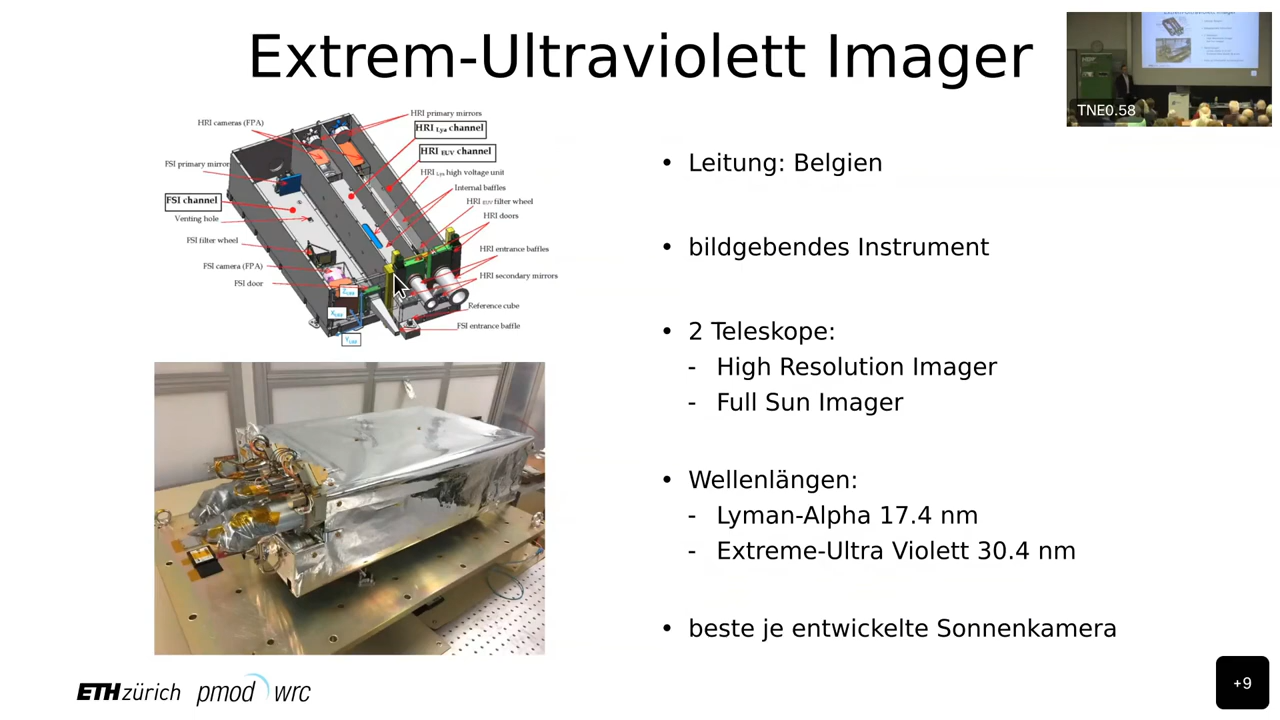 Extrem-Ultraviolett Imager
TNE0.58
HRI cameras (FPA)
HRI primary mirrors
HRI Lya channel
HRI EUV channel
FSI primary mirror
HRI Lya high voltage unit
Internal baffles
FSI channel
HRI EUV filter wheel
Venting hole
HRI doors
FSI filter wheel
HRI entrance baffles
FSI camera (FPA)
HRI secondary mirrors
FSI door
Reference cube
FSI entrance baffle
• Leitung: Belgien
• bildgebendes Instrument
• 2 Teleskope:
- High Resolution Imager
- Full Sun Imager
• Wellenlängen:
- Lyman-Alpha 17.4 nm
- Extreme-Ultra Violett 30.4 nm
• beste je entwickelte Sonnenkamera
ETH zürich pmod wrc
+9